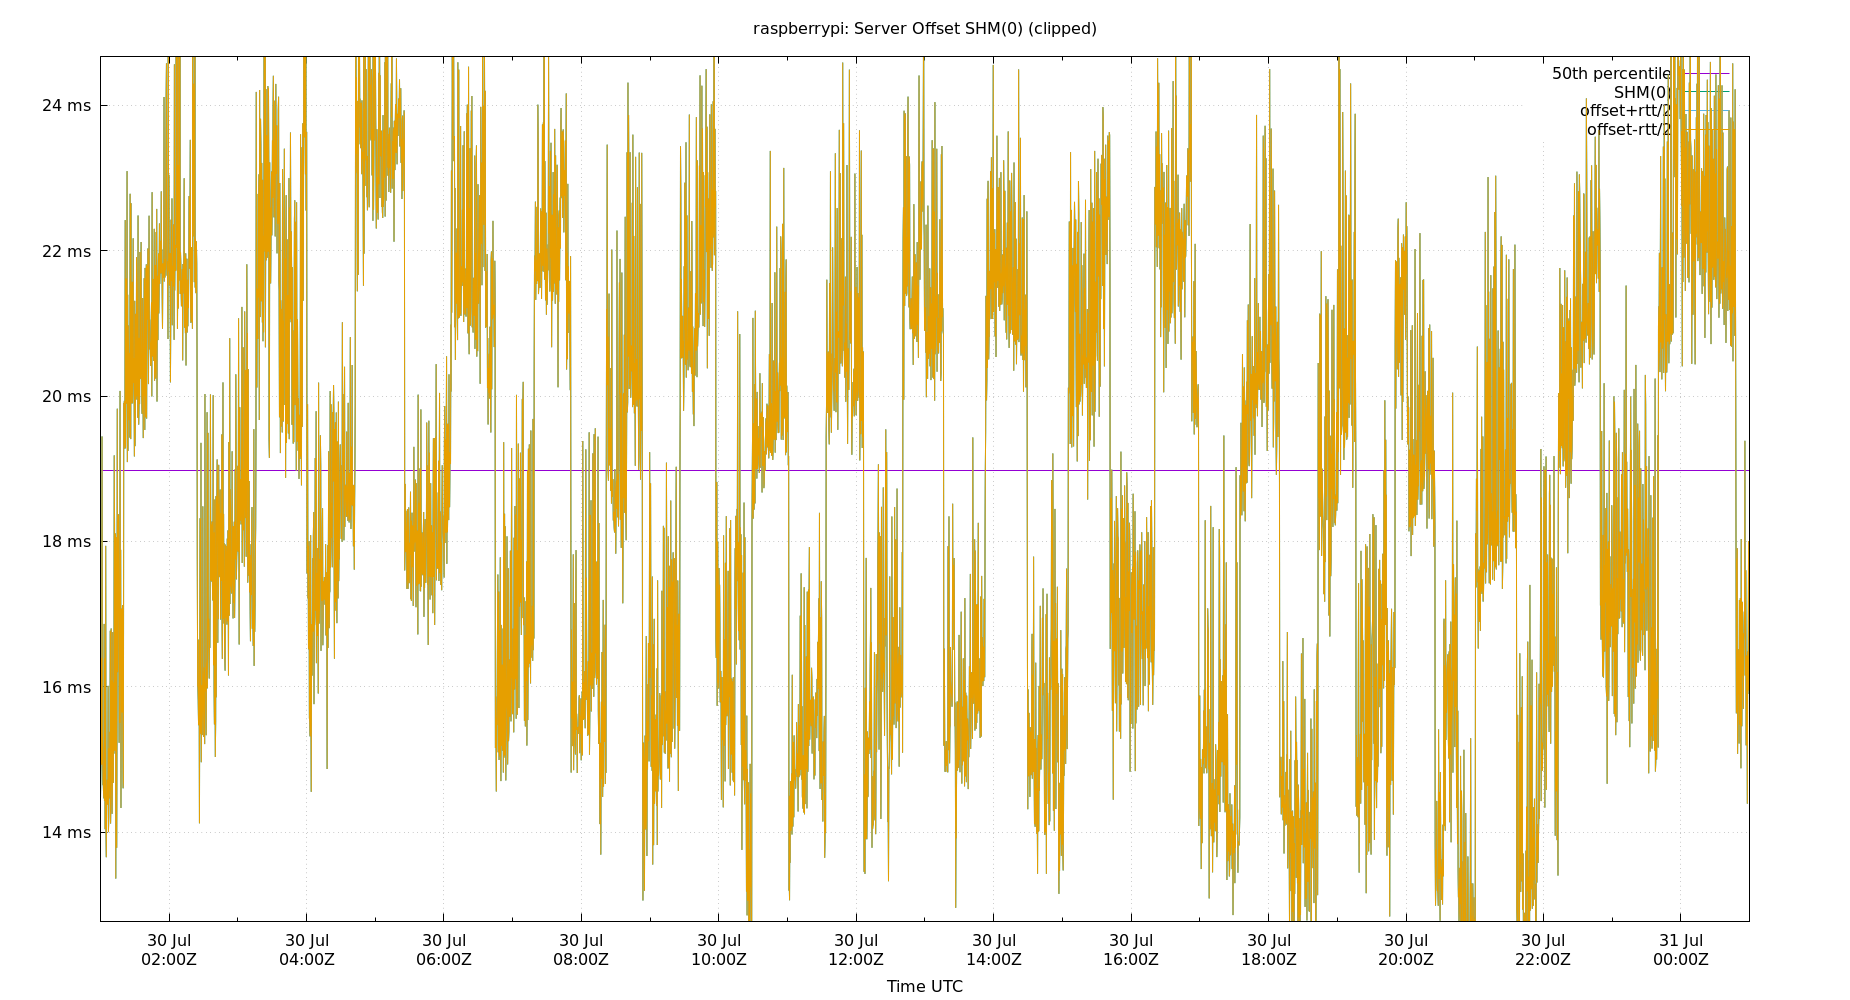 raspberrypi: Server Offset SHM(0) (clipped)
50th percentile
SHM(0)
offset+rtt/2
offset-rtt/2
24 ms
22 ms
20 ms
18 ms
16 ms
14 ms
30 Jul 30 Jul 30 Jul 30 Jul 30 Jul 30 Jul 30 Jul 30 Jul 30 Jul 30 Jul 30 Jul 31 Jul
02:00Z 04:00Z 06:00Z 08:00Z 10:00Z 12:00Z 14:00Z 16:00Z 18:00Z 20:00Z 22:00Z 00:00Z
Time UTC